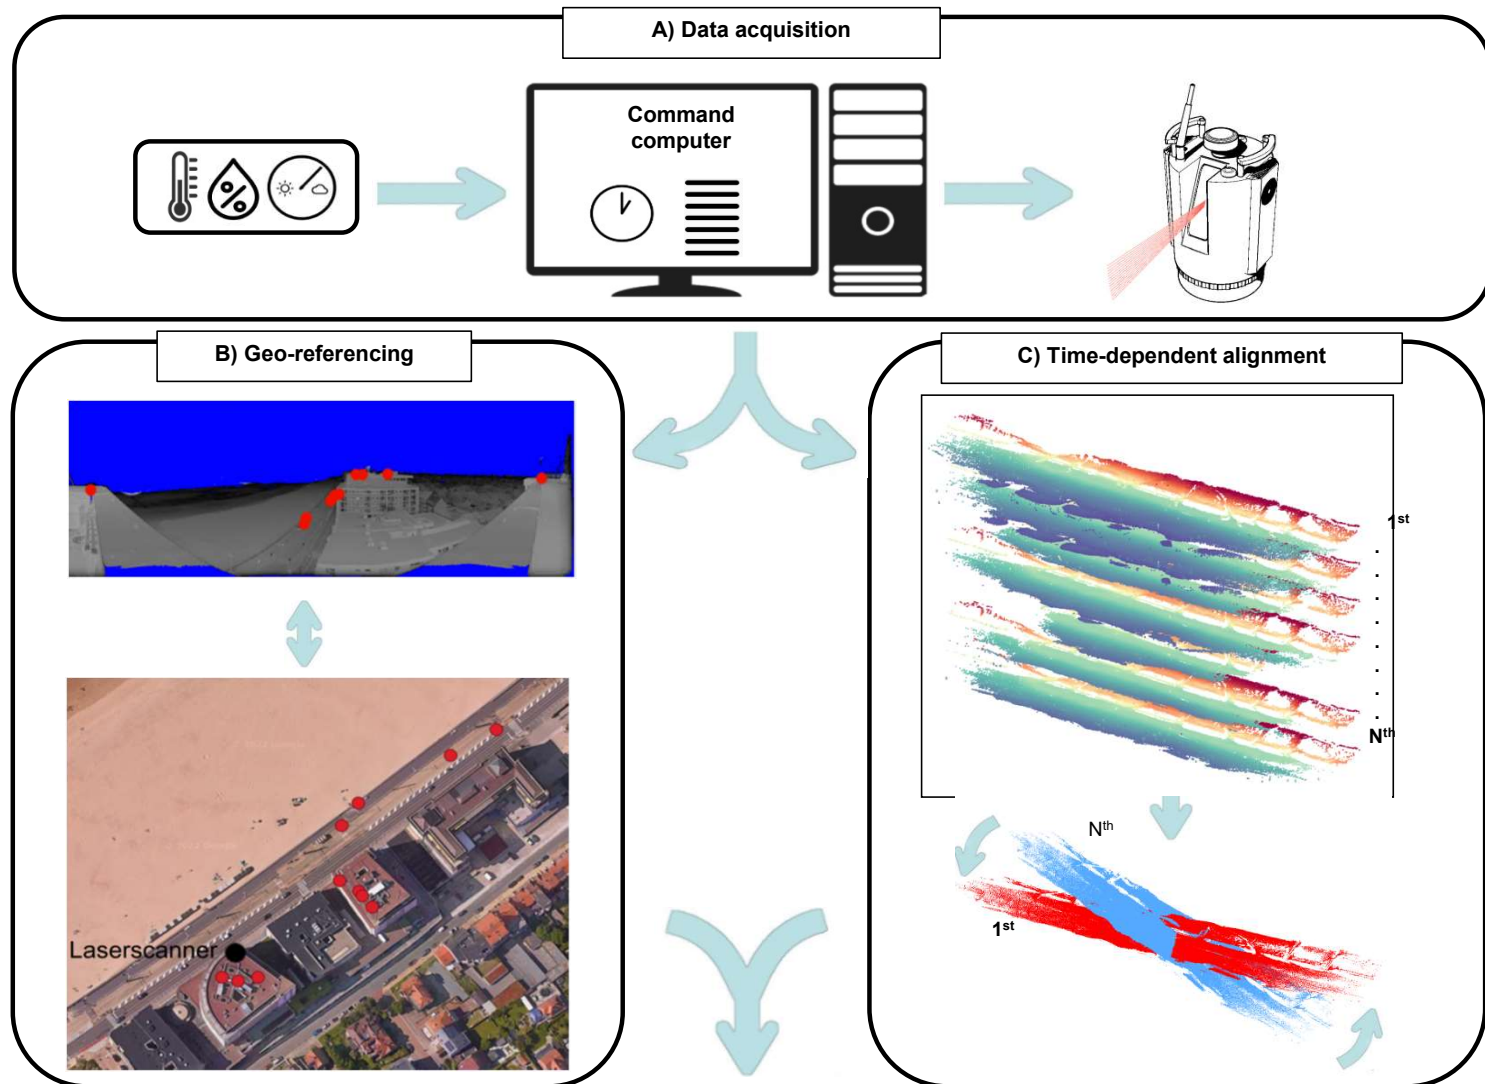 A) Data acquisition
Command
computer
%
B) Geo-referencing
C) Time-dependent alignment
1st
Nth
Laserscanner
Nth
1st